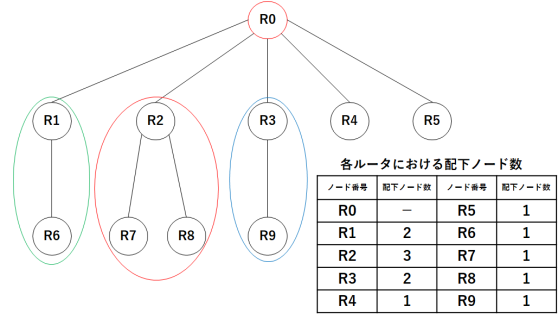 R0
R1
R2
R3
R4
R5
R6
R7
R8
R9
各ルータにおける配下ノード数
ノード番号 配下ノード数 ノード番号 配下ノード数
R0 − R5 1
R1 2 R6 1
R2 3 R7 1
R3 2 R8 1
R4 1 R9 1